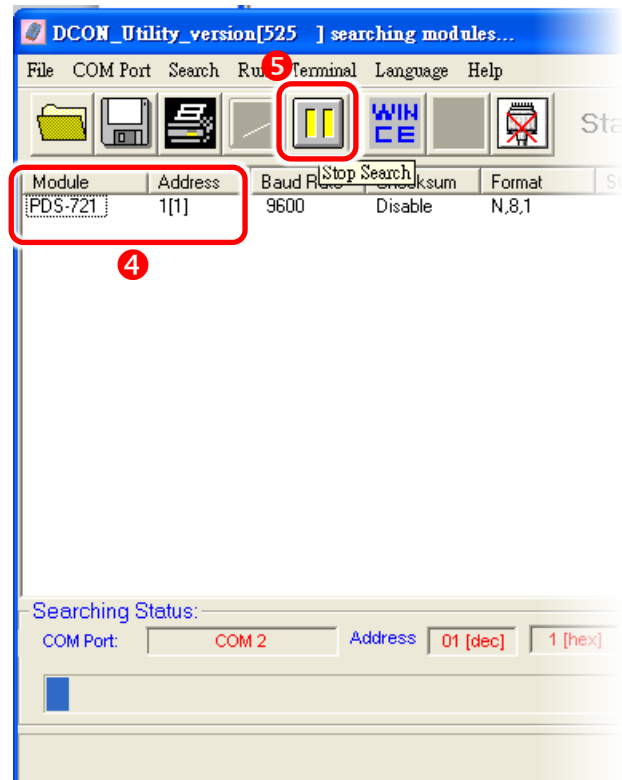 DCON_Utility_version[525 ] searching modules...
File COM Port Search Run Terminal Language Help
5
WIN
CE
Sta
Stop Search
Module Address Baud Checksum Format
PDS-721 1[1] 9600 Disable N,8,1
4
Searching Status:
COM Port: COM 2 Address 01 [dec] 1 [hex]